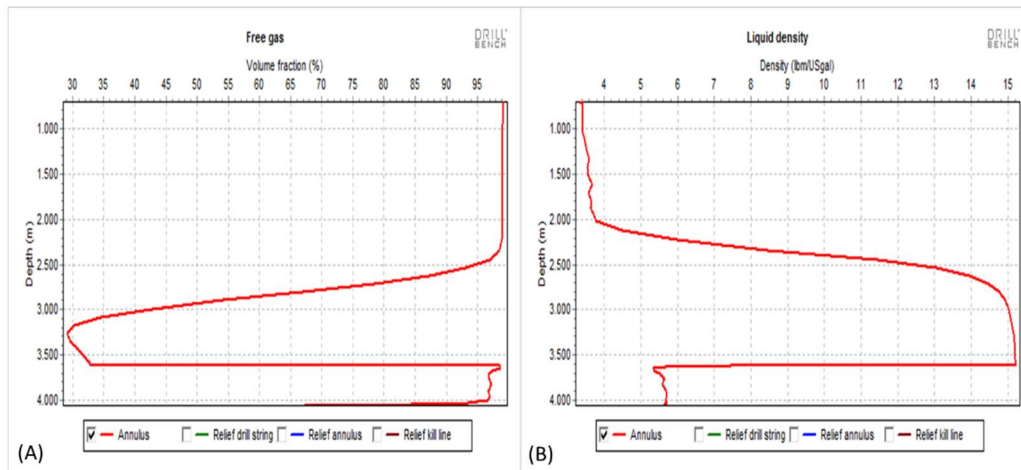 Free gas
DRILL
BENCH
Volume fraction (%)
30 35 40 45 50 55 60 65 70 75 80 85 90 95
Depth (m)
1.000
1.500
2.000
2.500
3.000
3.500
4.000
Annulus Relief drill string Relief annulus Relief kill line
(A)
Liquid density
DRILL
BENCH
Density (lbm/USgal)
4 5 6 7 8 9 10 11 12 13 14 15
Depth (m)
1.000
1.500
2.000
2.500
3.000
3.500
4.000
Annulus Relief drill string Relief annulus Relief kill line
(B)